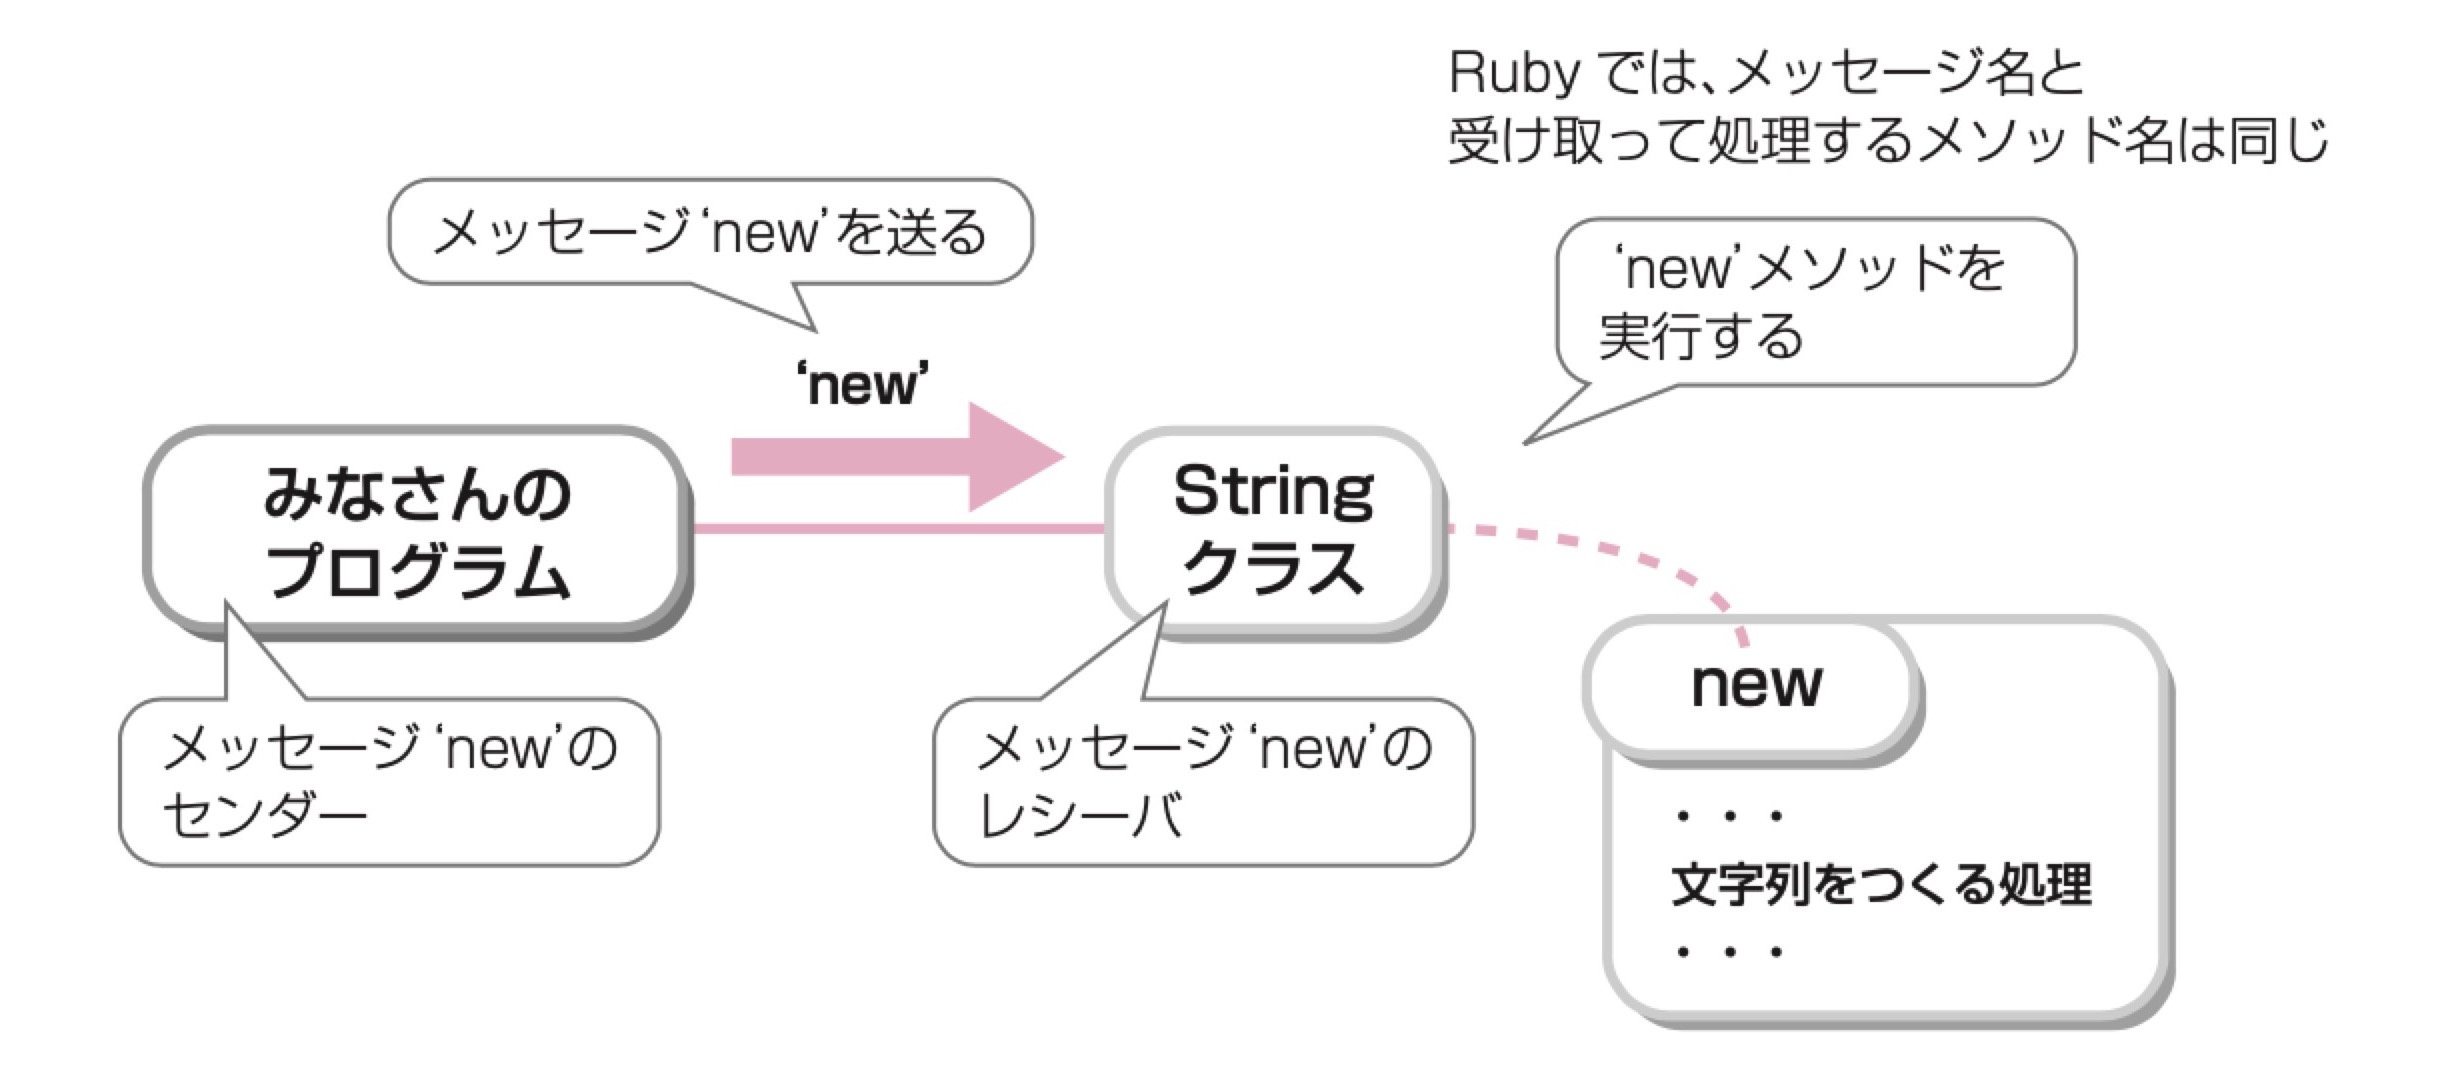 Rubyでは、メッセージ名と
受け取って処理するメソッド名は同じ
メッセージ‘new’を送る
‘new’メソッドを
実行する
‘new’
みなさんの
プログラム
String
クラス
メッセージ‘new’の
センダー
メッセージ‘new’の
レシーバ
new
・・・
文字列をつくる処理
・・・